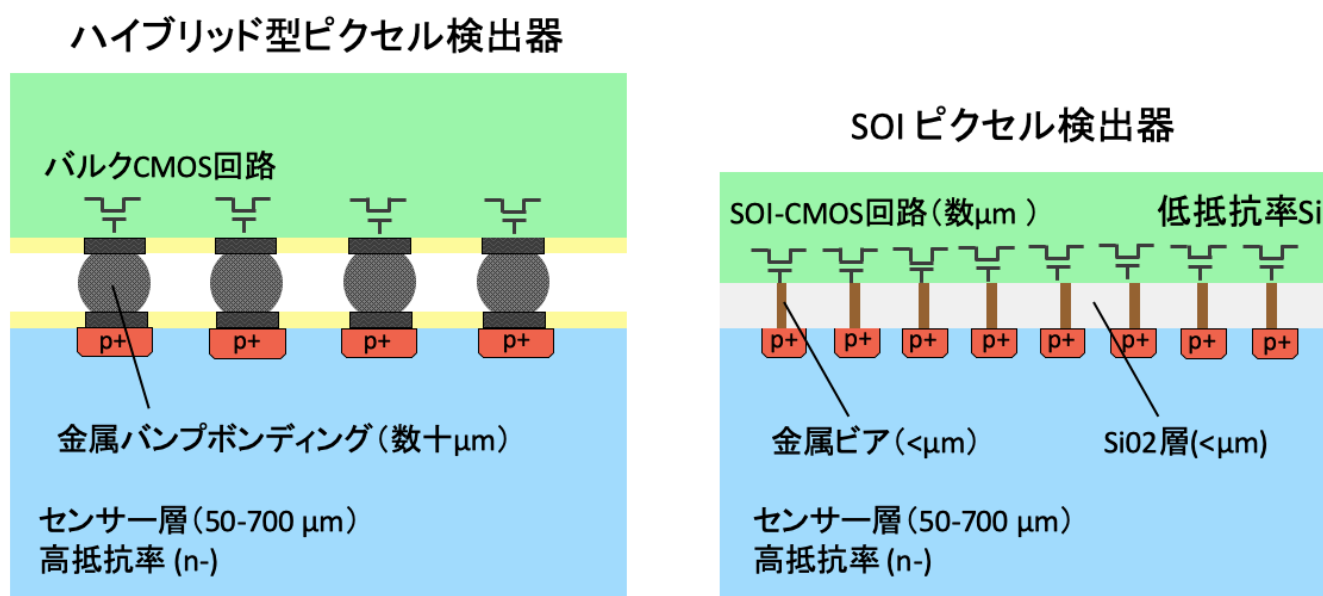 ハイブリッド型ピクセル検出器
バルクCMOS回路
p+
p+
p+
p+
金属バンプボンディング（数十μm）
センサー層（50-700 μm）
高抵抗率 (n-)
SOI ピクセル検出器
SOI-CMOS回路（数μm ）
低抵抗率Si
p+
p+
p+
p+
p+
p+
p+
p+
金属ビア（<μm）
Si02層(<μm)
センサー層（50-700 μm）
高抵抗率 (n-)